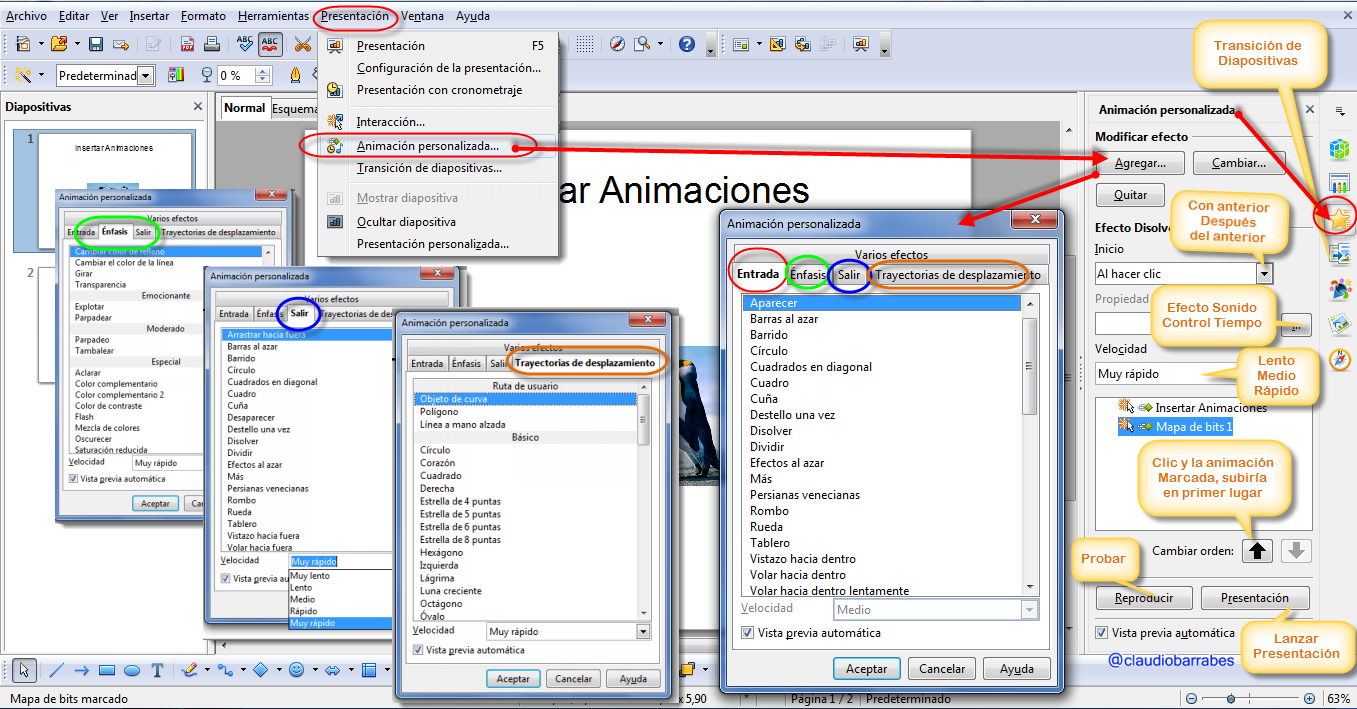 Archivo Editar Ver Insertar Formato Herramientas Presentación Ventana Ayuda
Predeterminad
0 %
Presentación F5
Configuración de la presentación...
Presentación con cronometraje
Interacción...
Animación personalizada...
Transición de diapositivas...
Mostrar diapositiva
Ocultar diapositiva
Presentación personalizada...
Diapositivas
Normal Esquema
1
Insertar Animaciones
2
ar Animaciones
Animación personalizada
Varios efectos
Entrada Énfasis Salir Trayectorias de desplazamiento
Cambiar color de relleno
Cambiar el color de la línea
Girar
Transparencia
Emocionante
Explotar
Parpadear
Moderado
Parpadeo
Tambalear
Especial
Aclarar
Color complementario
Color complementario 2
Color de contraste
Flash
Mezcla de colores
Oscurecer
Saturación reducida
Velocidad Muy rápido
Vista previa automática
Aceptar Ca
Animación personalizada
Varios efectos
Entrada Énfasis Salir Trayectorias de des
Arrastrar hacia fuera
Barras al azar
Barrido
Círculo
Cuadrados en diagonal
Cuadro
Cuña
Desaparecer
Destello una vez
Disolver
Dividir
Efectos al azar
Más
Persianas venecianas
Rombo
Rueda
Tablero
Vistazo hacia fuera
Volar hacia fuera
Velocidad Muy rápido
Vista previa au
Muy lento
Lento
Medio
Rápido
Muy rápido
Animación personalizada
Varios efectos
Entrada Énfasis Salir Trayectorias de desplazamiento
Ruta de usuario
Objeto de curva
Polígono
Línea a mano alzada
Básico
Círculo
Corazón
Cuadrado
Derecha
Estrella de 4 puntas
Estrella de 5 puntas
Estrella de 6 puntas
Estrella de 8 puntas
Hexágono
Izquierda
Lágrima
Luna creciente
Octágono
Óvalo
Velocidad Muy rápido
Vista previa automática
Aceptar Cancelar Ayuda
Animación personalizada
Varios efectos
Entrada Énfasis Salir Trayectorias de desplazamiento
Aparecer
Barras al azar
Barrido
Círculo
Cuadrados en diagonal
Cuadro
Cuña
Destello una vez
Disolver
Dividir
Efectos al azar
Más
Persianas venecianas
Rombo
Rueda
Tablero
Vistazo hacia dentro
Volar hacia dentro
Volar hacia dentro lentamente
Velocidad Medio
Vista previa automática
Aceptar Cancelar Ayuda
Transición de
Diapositivas
Animación personalizada
Modificar efecto
Agregar... Cambiar...
Quitar
Con anterior
Después
del anterior
Efecto Disolv
Inicio
Al hacer clic
Propiedad
Efecto Sonido
Control Tiempo
...
Velocidad
Muy rápido
Lento
Medio
Rápido
Insertar Animaciones
Mapa de bits 1
Clic y la animación
Marcada, subiría
en primer lugar
Cambiar orden:
Probar
Reproducir Presentación
Vista previa automática
Lanzar
Presentación
@claudiobarrabes
Mapa de bits marcado
x 5,90 * Página 1 / 2 Predeterminado 63%